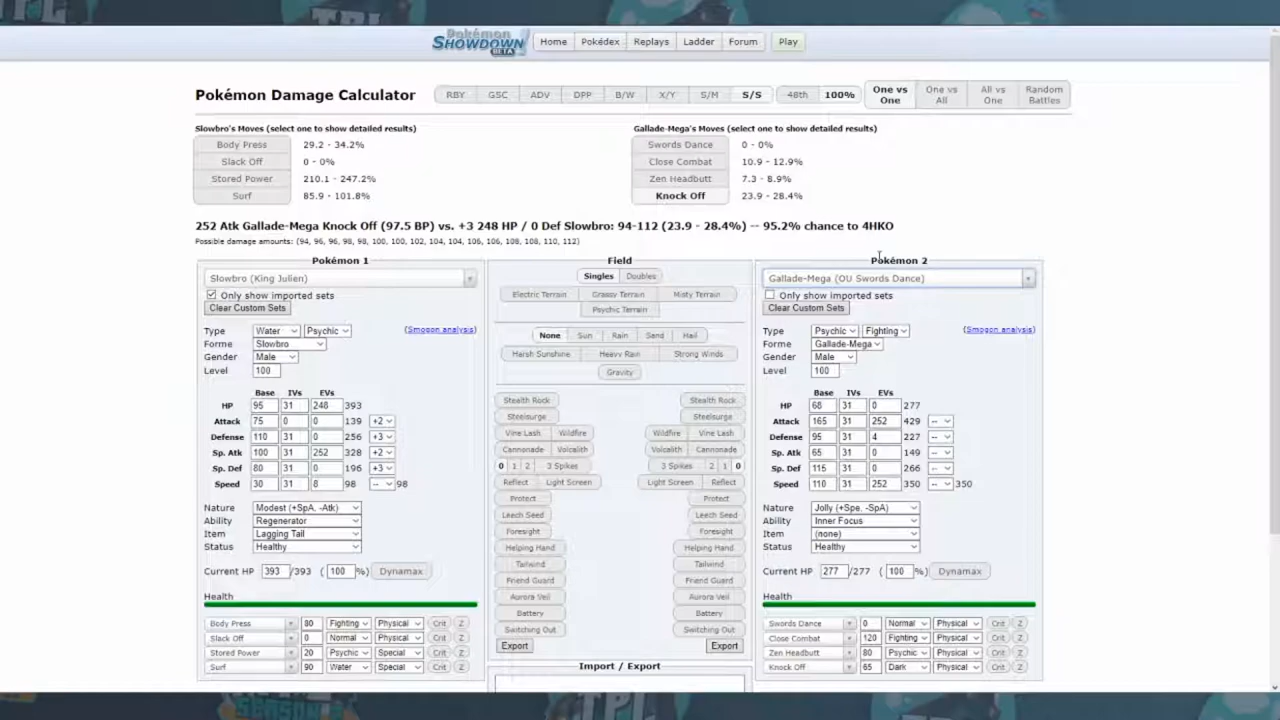 TPL
Pokémon SHOWDOWN BETA
Home Pokédex Replays Ladder Forum Play
Pokémon Damage Calculator
RBY GSC ADV DPP B/W X/Y S/M S/S
48th 100%
One vs One
One vs All
All vs One
Random Battles
Slowbro's Moves (select one to show detailed results)
Body Press 29.2 - 34.2%
Slack Off 0 - 0%
Stored Power 210.1 - 247.2%
Surf 85.9 - 101.8%
Gallade-Mega's Moves (select one to show detailed results)
Swords Dance 0 - 0%
Close Combat 10.9 - 12.9%
Zen Headbutt 7.3 - 8.9%
Knock Off 23.9 - 28.4%
252 Atk Gallade-Mega Knock Off (97.5 BP) vs. +3 248 HP / 0 Def Slowbro: 94-112 (23.9 - 28.4%) -- 95.2% chance to 4HKO
Possible damage amounts: (94, 96, 96, 98, 98, 100, 100, 102, 104, 104, 106, 106, 108, 108, 110, 112)
Pokémon 1
Slowbro (King Julien)
Only show imported sets
Clear Custom Sets
Type Water Psychic (Smogon analysis)
Forme Slowbro
Gender Male
Level 100
Base IVs EVs
HP 95 31 248 393
Attack 75 0 0 139 +2
Defense 110 31 0 256 +3
Sp. Atk 100 31 252 328 +2
Sp. Def 80 31 0 196 +3
Speed 30 31 8 98 -- 98
Nature Modest (+SpA, -Atk)
Ability Regenerator
Item Lagging Tail
Status Healthy
Current HP 393 /393 ( 100 %) Dynamax
Health
Body Press 80 Fighting Physical Crit Z
Slack Off 0 Normal Physical Crit Z
Stored Power 20 Psychic Special Crit Z
Surf 90 Water Special Crit Z
Field
Singles Doubles
Electric Terrain Grassy Terrain Misty Terrain
Psychic Terrain
None Sun Rain Sand Hail
Harsh Sunshine Heavy Rain Strong Winds
Gravity
Stealth Rock Stealth Rock
Steelsurge Steelsurge
Vine Lash Wildfire Wildfire Vine Lash
Cannonade Volcalith Volcalith Cannonade
0 1 2 3 Spikes 3 Spikes 2 1 0
Reflect Light Screen Light Screen Reflect
Protect Protect
Leech Seed Leech Seed
Foresight Foresight
Helping Hand Helping Hand
Tailwind Tailwind
Friend Guard Friend Guard
Aurora Veil Aurora Veil
Battery Battery
Switching Out Switching Out
Export Export
Import / Export
Pokémon 2
Gallade-Mega (OU Swords Dance)
Only show imported sets
Clear Custom Sets
Type Psychic Fighting (Smogon analysis)
Forme Gallade-Mega
Gender Male
Level 100
Base IVs EVs
HP 68 31 0 277
Attack 165 31 252 429 --
Defense 95 31 4 227 --
Sp. Atk 65 31 0 149 --
Sp. Def 115 31 0 266 --
Speed 110 31 252 350 -- 350
Nature Jolly (+Spe, -SpA)
Ability Inner Focus
Item (none)
Status Healthy
Current HP 277 /277 ( 100 %) Dynamax
Health
Swords Dance 0 Normal Physical Crit Z
Close Combat 120 Fighting Physical Crit Z
Zen Headbutt 80 Psychic Physical Crit Z
Knock Off 65 Dark Physical Crit Z
SEASON
TPL